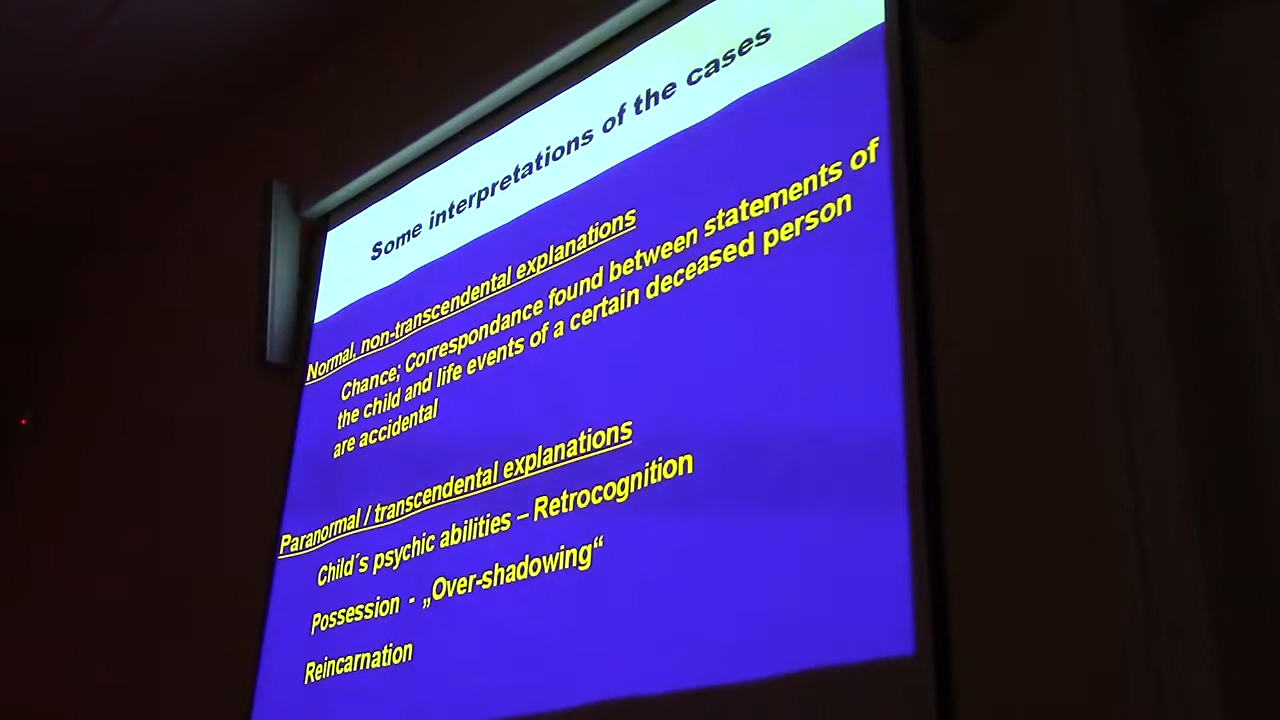 Some interpretations of the cases
Normal, non-transcendental explanations
Chance; Correspondance found between statements of
the child and life events of a certain deceased person
are accidental
Paranormal / transcendental explanations
Child´s psychic abilities – Retrocognition
Possession - „Over-shadowing“
Reincarnation